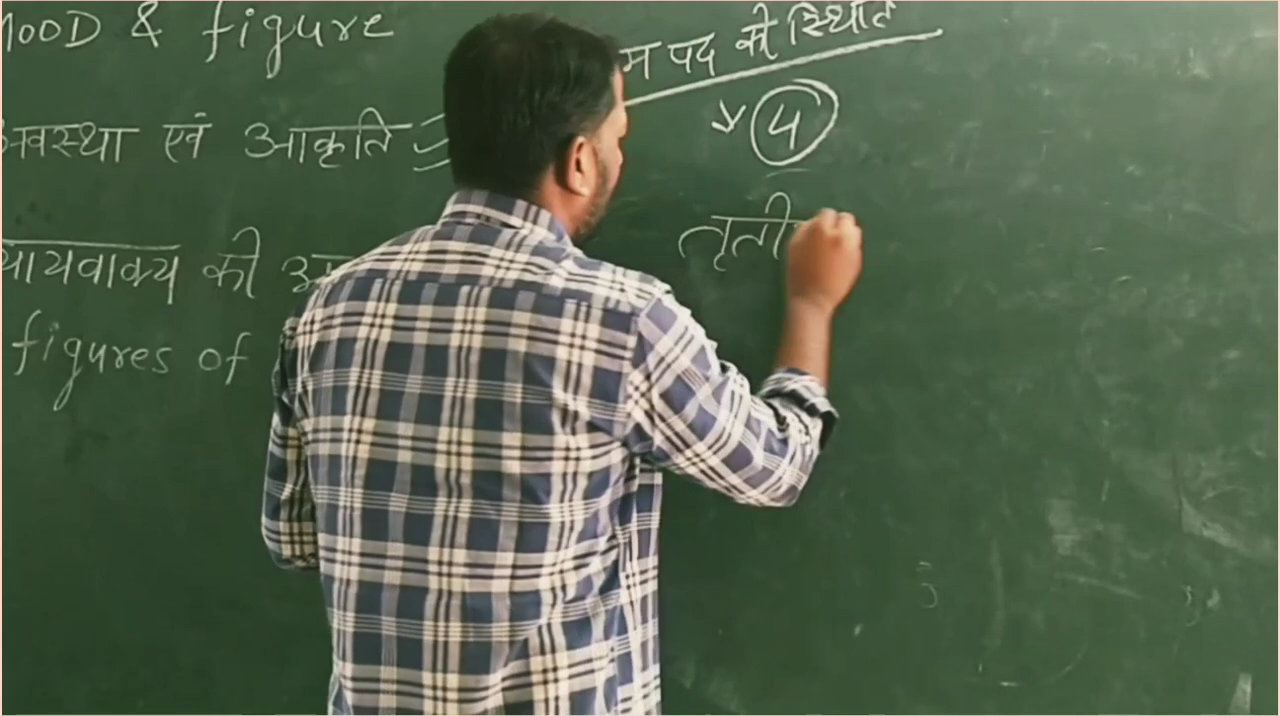 MOOD & figure
अवस्था एवं आकृति
न्यायवाक्य की
figures of
पद की स्थिति
4
तृती